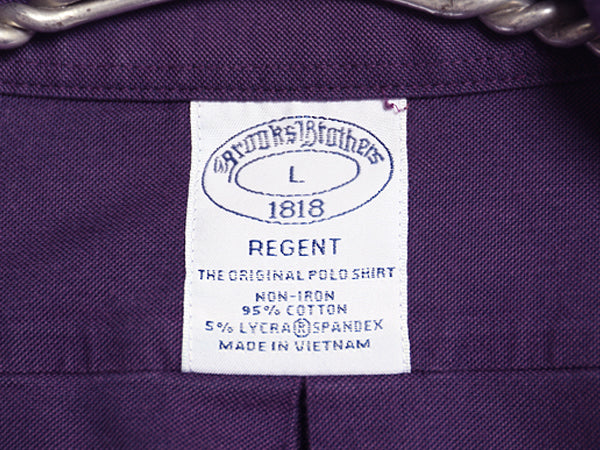 Brooks Brothers
L
1818
REGENT
THE ORIGINAL POLO SHIRT
NON-IRON
95% COTTON
5% LYCRA® SPANDEX
MADE IN VIETNAM